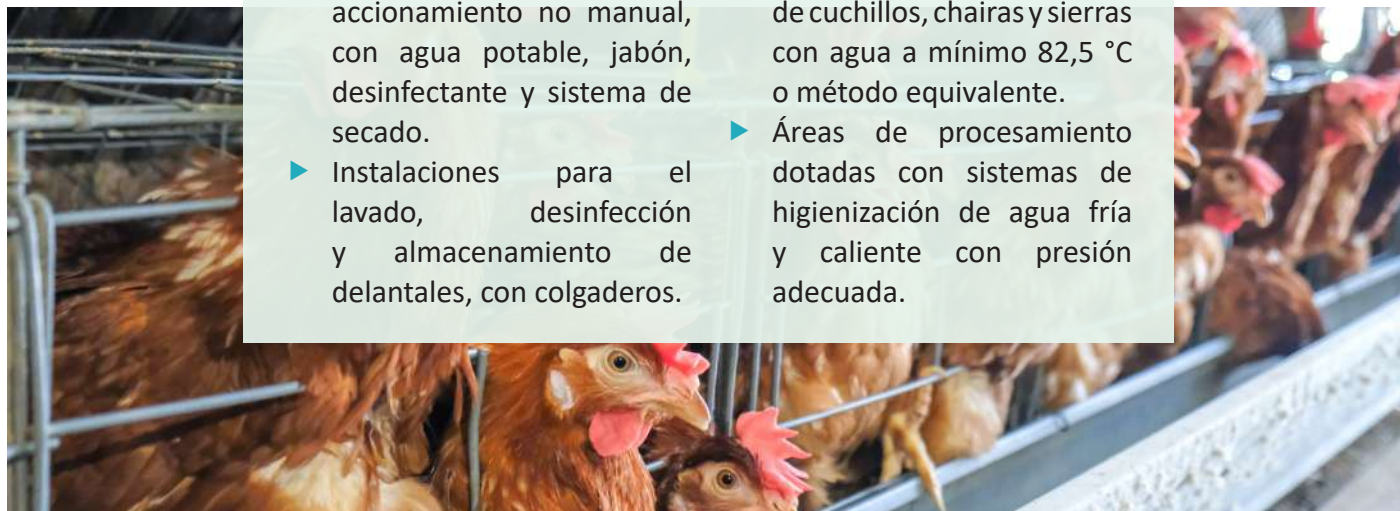 accionamiento no manual,
con agua potable, jabón,
desinfectante y sistema de
secado.
Instalaciones para el
lavado, desinfección
y almacenamiento de
delantales, con colgaderos.
de cuchillos, chairas y sierras
con agua a mínimo 82,5 °C
o método equivalente.
Áreas de procesamiento
dotadas con sistemas de
higienización de agua fría
y caliente con presión
adecuada.